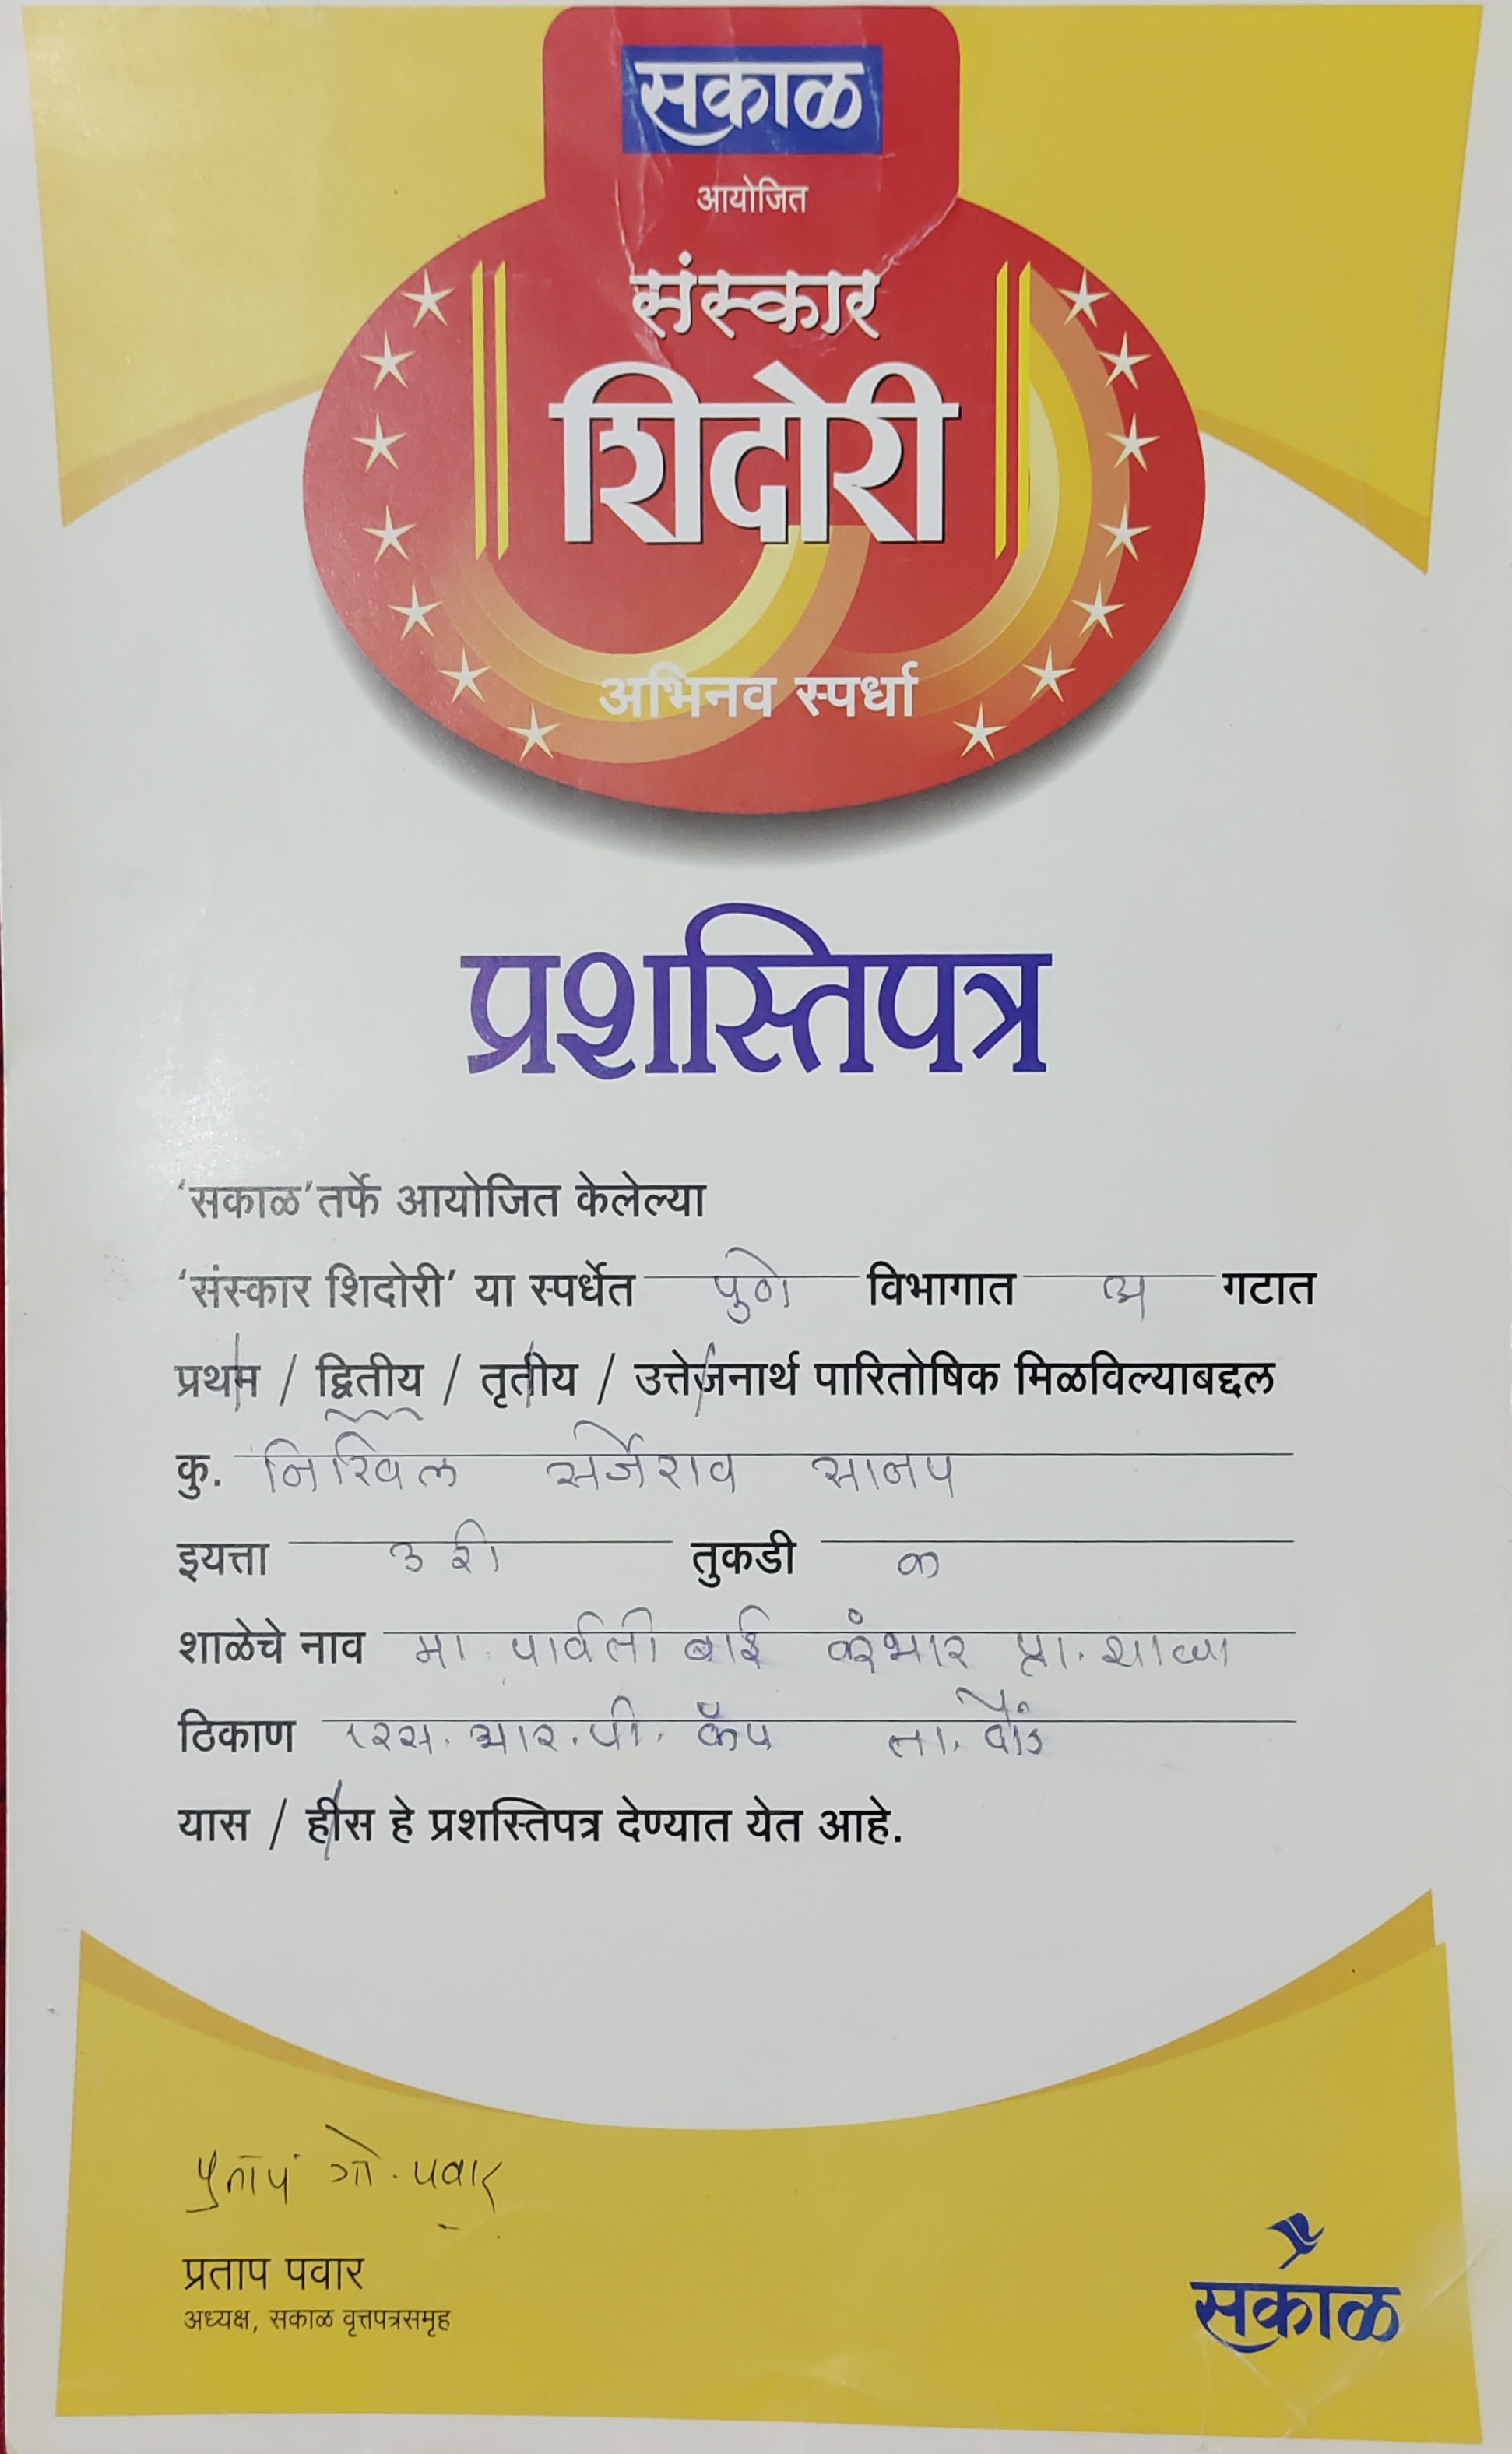 सकाळ
आयोजित
संस्कार
शिदोरी
अभिनव स्पर्धा
प्रशस्तिपत्र
‘सकाळ’तर्फे आयोजित केलेल्या
‘संस्कार शिदोरी’ या स्पर्धेत पुणे विभागात अ गटात
प्रथम / द्वितीय / तृतीय / उत्तेजनार्थ पारितोषिक मिळविल्याबद्दल
कु. निखिल सर्जेराव सानप
इयत्ता ३ री तुकडी क
शाळेचे नाव मा. पार्वती बाई कुंभार प्रा. शाळा
ठिकाण एस. आर. पी. कॅंप ता. दौंड
यास / हीस हे प्रशस्तिपत्र देण्यात येत आहे.
प्रताप गो. पवार
प्रताप पवार
अध्यक्ष, सकाळ वृत्तपत्रसमूह
सकाळ